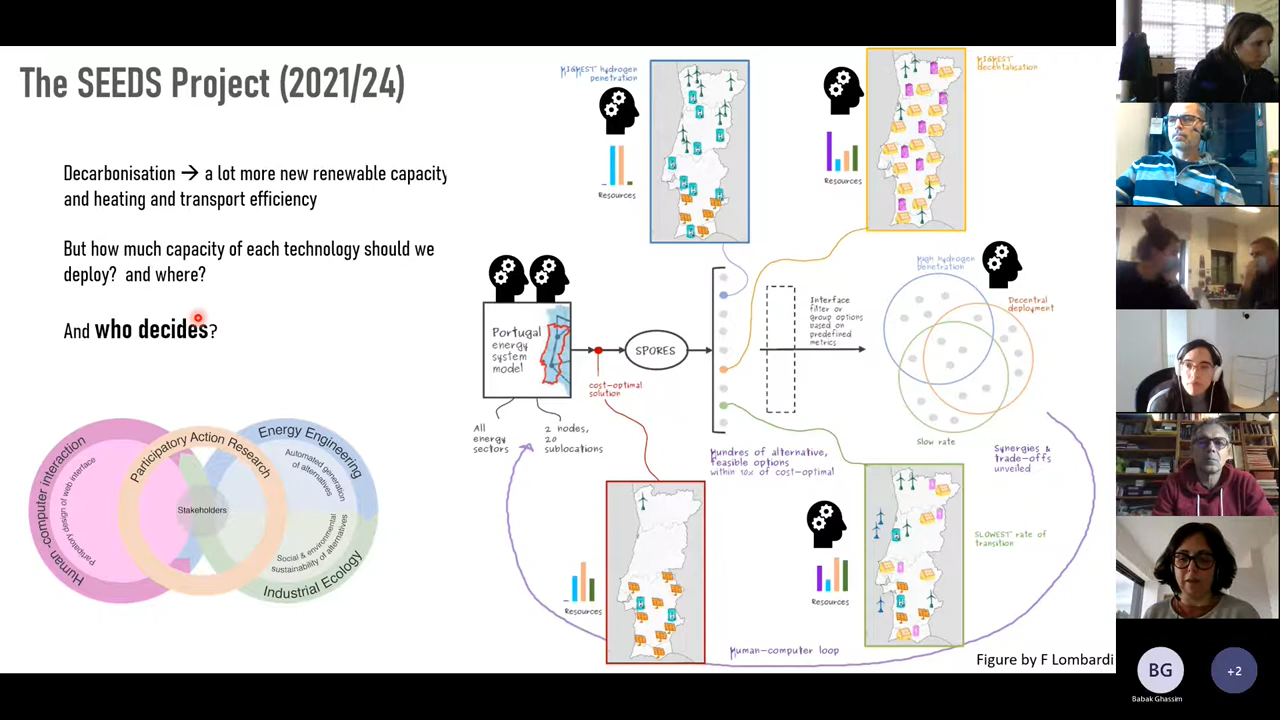 The SEEDS Project (2021/24)
Decarbonisation → a lot more new renewable capacity
and heating and transport efficiency
But how much capacity of each technology should we
deploy? and where?
And who decides?
Human -computer interaction
Partipatory design of web interface
Participatory Action Research
Energy Engineering
Automated generation
of alternatives
Stakeholders
Social & environmental
sustainability of alternatives
Industrial Ecology
HIGHEST hydrogen
penetration
Resources
HIGHEST
decentralisation
Resources
Portugal
energy
system
model
All
energy
sectors
2 nodes,
20
sublocations
cost-optimal
solution
SPORES
Hundres of alternative,
feasible options
within 10% of cost-optimal
Interface
filter or
group options
based on
predefined
metrics
High hydrogen
penetration
Decentral
deployment
Slow rate
Synergies &
trade-offs
unveiled
SLOWEST rate of
transition
Resources
Resources
Human-computer loop
Figure by F Lombardi
BG
Babak Ghassim
+2